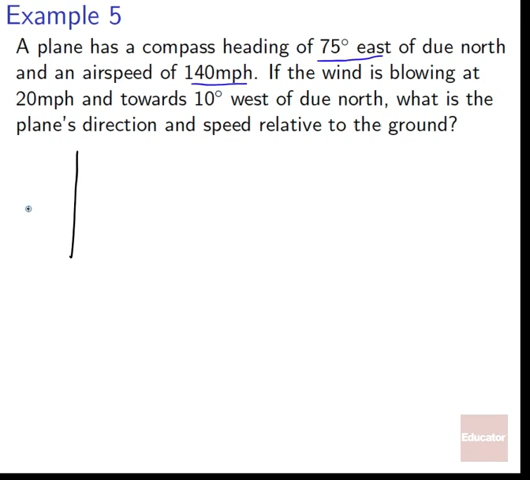 Example 5
A plane has a compass heading of 75° east of due north
and an airspeed of 140mph. If the wind is blowing at
20mph and towards 10° west of due north, what is the
plane's direction and speed relative to the ground?
Educator